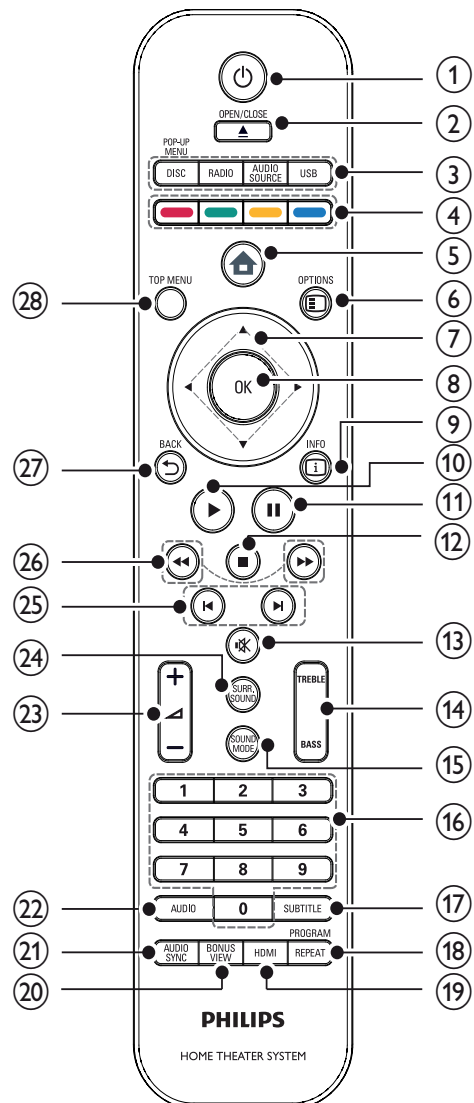 1
OPEN/CLOSE
2
POP-UP
MENU
DISC RADIO AUDIO SOURCE USB
3
4
5
TOP MENU
OPTIONS
28
6
7
OK
8
9
BACK
INFO
27
10
11
12
26
25
13
24
SURR.
SOUND
TREBLE
23
14
SOUND
MODE
BASS
15
1 2 3
4 5 6
16
7 8 9
22
AUDIO 0 SUBTITLE
17
PROGRAM
21
AUDIO SYNC BONUS VIEW HDMI REPEAT
18
20
19
PHILIPS
HOME THEATER SYSTEM